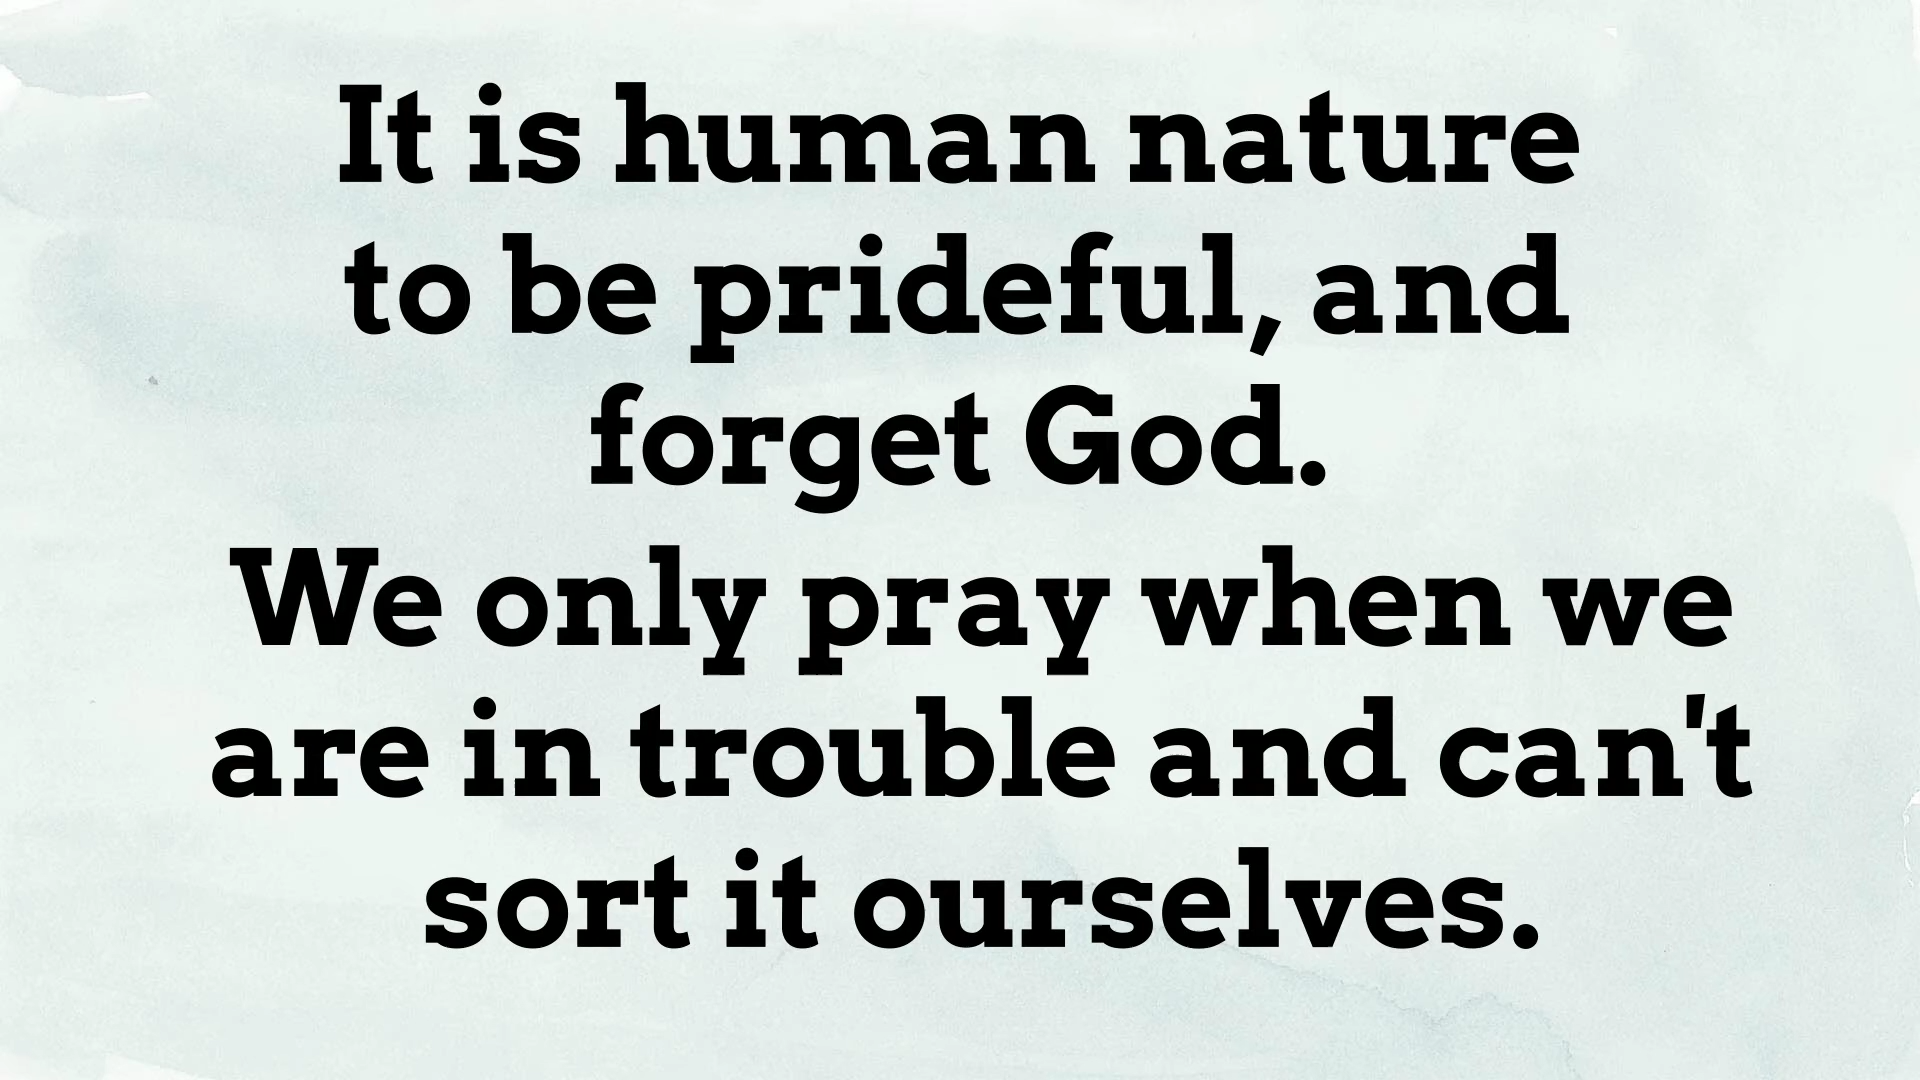 It is human nature
to be prideful, and
forget God.
We only pray when we
are in trouble and can't
sort it ourselves.